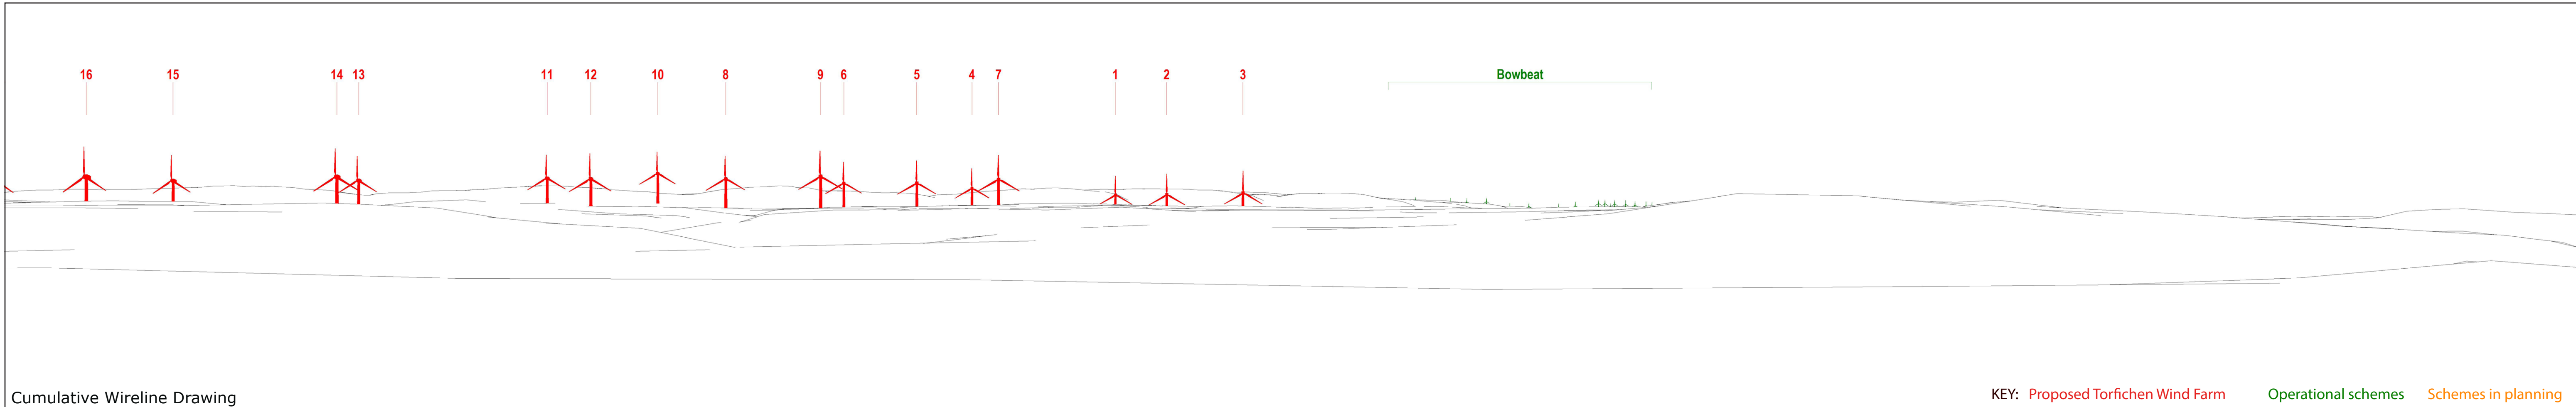 16 15 14 13 11 12 10 8 9 6 5 4 7 1 2 3 Bowbeat
Cumulative Wireline Drawing
KEY: Proposed Torfichen Wind Farm Operational schemes Schemes in planning